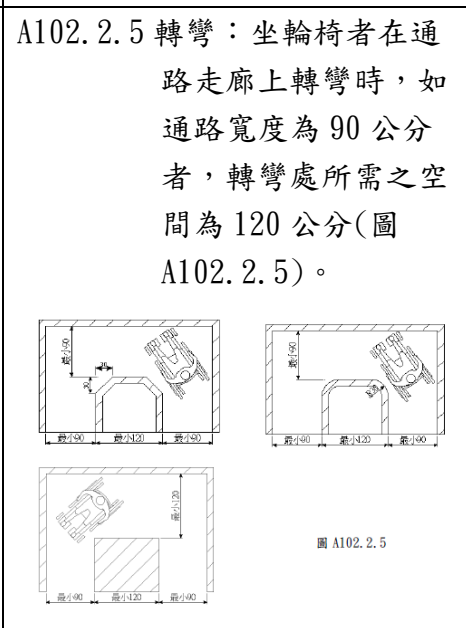 A102.2.5 轉彎：坐輪椅者在通
路走廊上轉彎時，如
通路寬度為 90 公分
者，轉彎處所需之空
間為 120 公分(圖
A102.2.5)。
最小90
30
30
最小90 最小120 最小90
最小90
R30
最小90 最小120 最小90
最小120
最小90 最小120 最小90
圖 A102.2.5